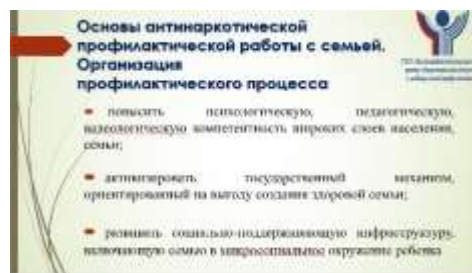 Основы антинаркотической
профилактической работы с семьей.
Организация
профилактического процесса
повысить психологическую, педагогическую,
валеологическую компетентность широких слоев населения,
семьи;
активизировать государственный механизм,
ориентированный на выгоду создания здоровой семьи;
развивать социально-поддерживающую инфраструктуру,
включающую семью в микросоциальное окружение ребенка